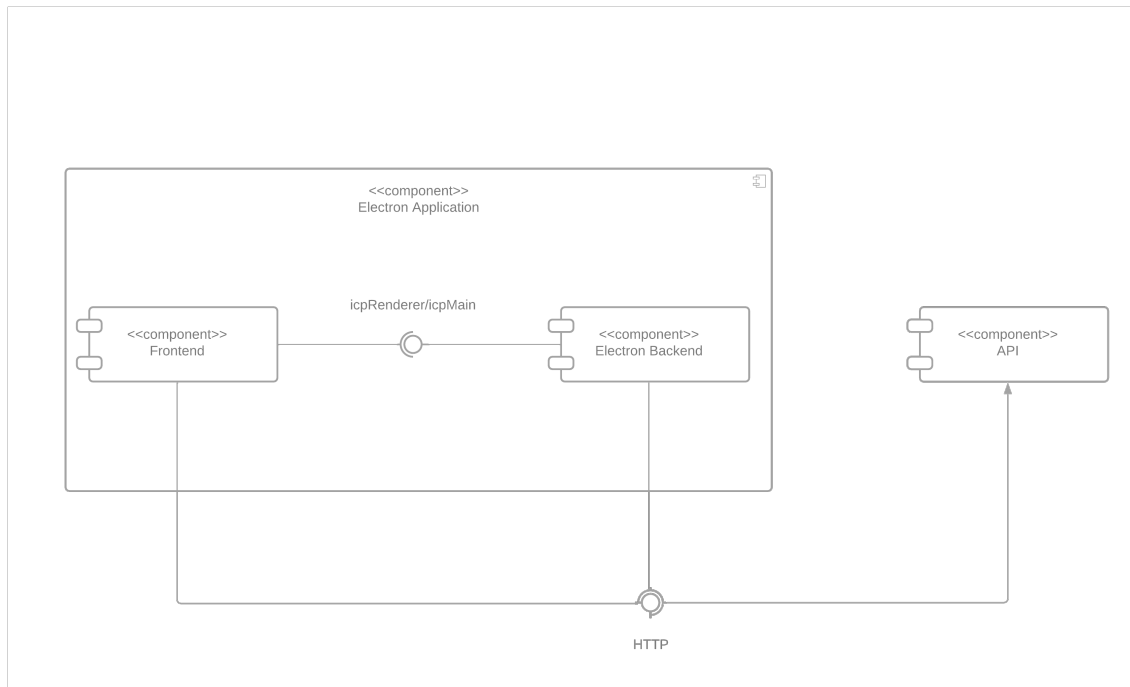 <<component>>
Electron Application
icpRenderer/icpMain
<<component>>
Frontend
<<component>>
Electron Backend
<<component>>
API
HTTP